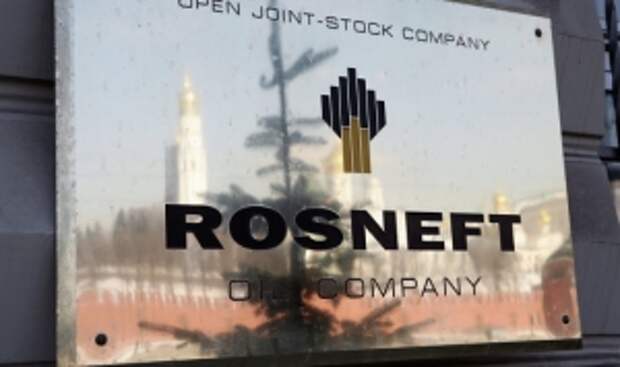 OPEN JOINT-STOCK COMPANY
ROSNEFT
OIL COMPANY